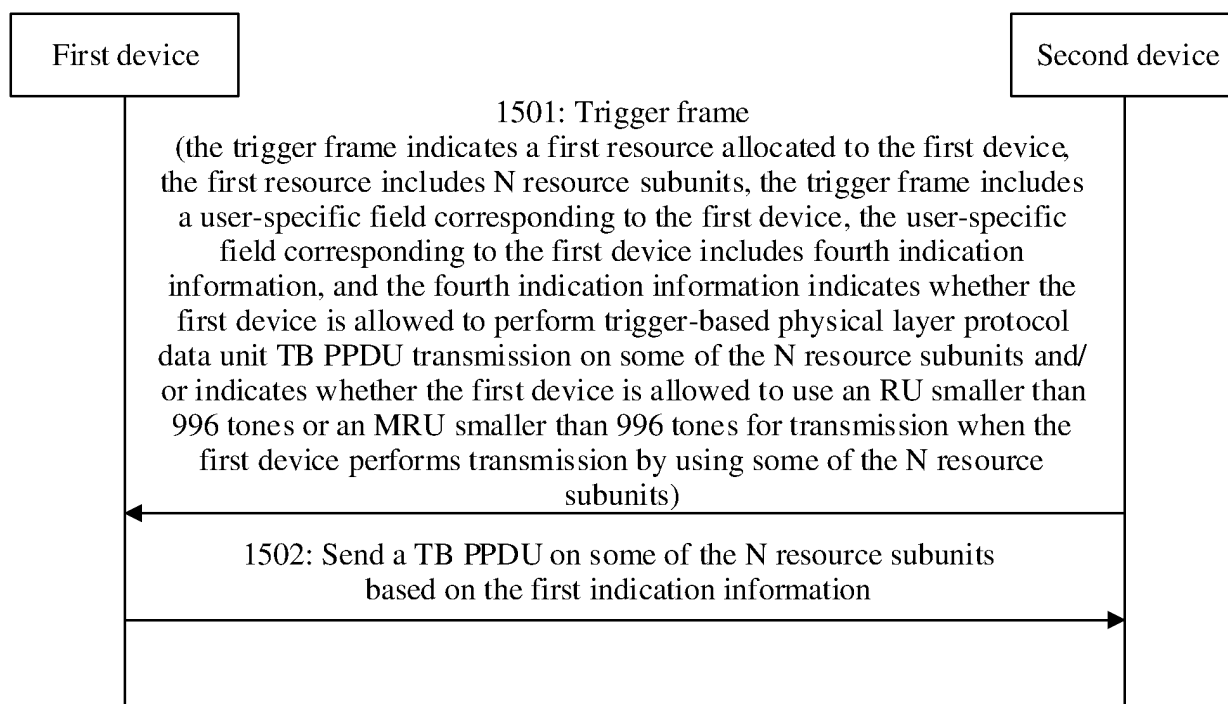 First device
Second device
1501: Trigger frame
(the trigger frame indicates a first resource allocated to the first device,
the first resource includes N resource subunits, the trigger frame includes
a user-specific field corresponding to the first device, the user-specific
field corresponding to the first device includes fourth indication
information, and the fourth indication information indicates whether the
first device is allowed to perform trigger-based physical layer protocol
data unit TB PPDU transmission on some of the N resource subunits and/
or indicates whether the first device is allowed to use an RU smaller than
996 tones or an MRU smaller than 996 tones for transmission when the
first device performs transmission by using some of the N resource
subunits)
1502: Send a TB PPDU on some of the N resource subunits
based on the first indication information